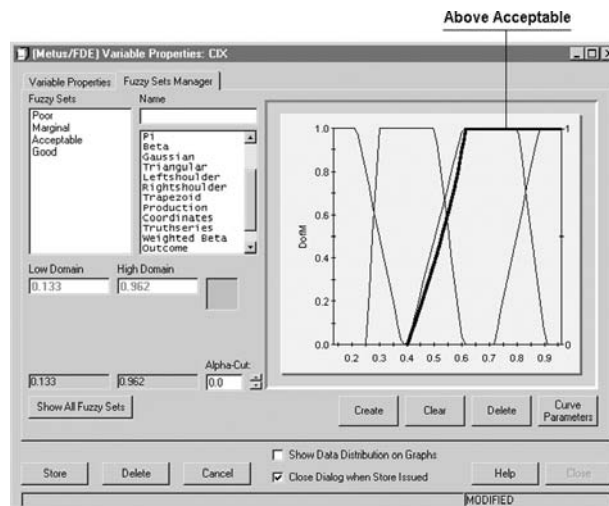 Above Acceptable
(Metus/FDE) Variable Properties: CIX
Variable Properties
Fuzzy Sets Manager
Fuzzy Sets
Name
Poor
Marginal
Acceptable
Good
Pi
Beta
Gaussian
Triangular
Leftshoulder
Rightshoulder
Trapezoid
Production
Coordinates
Truthseries
Weighted Beta
Outcome
Low Domain
High Domain
0.133
0.962
0.133
0.962
Alpha-Cut:
0.0
Show All Fuzzy Sets
1.0
0.8
0.6
0.4
0.2
0.0
DofM
1
0
0.2 0.3 0.4 0.5 0.6 0.7 0.8 0.9
Create
Clear
Delete
Curve
Parameters
Show Data Distribution on Graphs
Close Dialog when Store Issued
Store
Delete
Cancel
Help
Close
MODIFIED